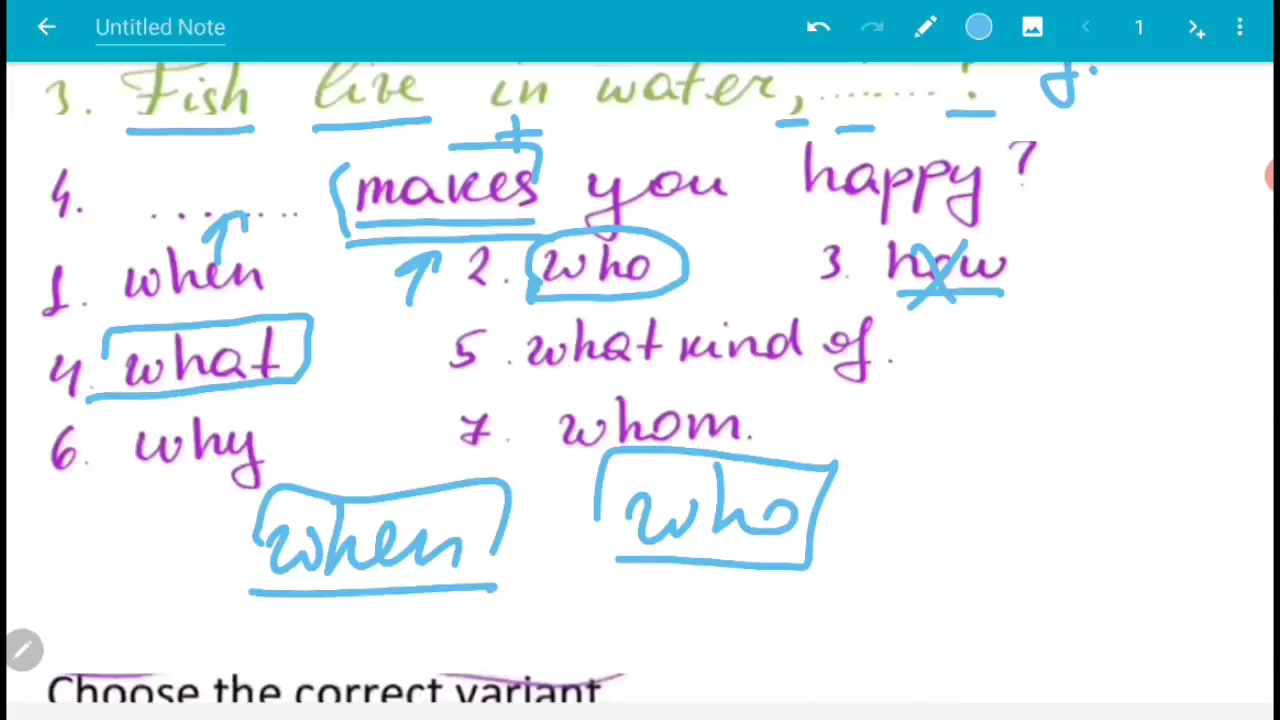 Untitled Note
1
3. Fish live in water, ........ ?
4. ........ makes you happy?
1. when 2. who 3. how
4. what 5. what kind of.
6. why 7. whom.
when who
Choose the correct variant